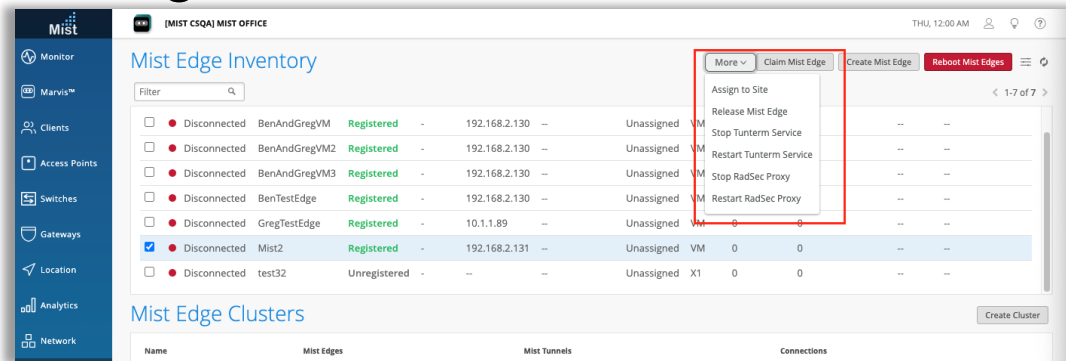 Mist
[MIST CSQA] MIST OFFICE
THU, 12:00 AM
Monitor
Marvis™
Clients
Access Points
Switches
Gateways
Location
Analytics
Network
Mist Edge Inventory
More
Claim Mist Edge
Create Mist Edge
Reboot Mist Edges
Filter
< 1-7 of 7 >
Assign to Site
Release Mist Edge
Stop Tunterm Service
Restart Tunterm Service
Stop RadSec Proxy
Restart RadSec Proxy
Disconnected BenAndGregVM Registered - 192.168.2.130 -- Unassigned VM -- --
Disconnected BenAndGregVM2 Registered - 192.168.2.130 -- Unassigned VM -- --
Disconnected BenAndGregVM3 Registered - 192.168.2.130 -- Unassigned VM -- --
Disconnected BenTestEdge Registered - 192.168.2.130 -- Unassigned VM -- --
Disconnected GregTestEdge Registered - 10.1.1.89 -- Unassigned VM 0 0 -- --
Disconnected Mist2 Registered - 192.168.2.131 -- Unassigned VM 0 0 -- --
Disconnected test32 Unregistered - -- -- Unassigned X1 0 0 -- --
Mist Edge Clusters
Create Cluster
Name Mist Edges Mist Tunnels Connections